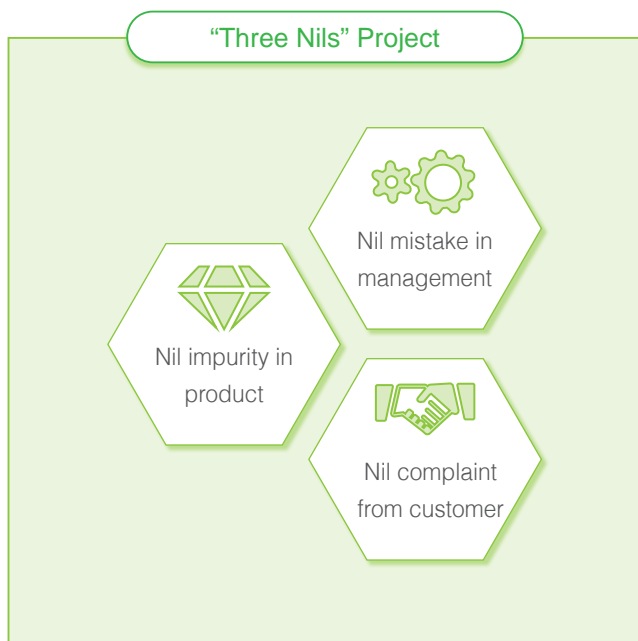 “Three Nils” Project
Nil mistake in
management
Nil impurity in
product
Nil complaint
from customer